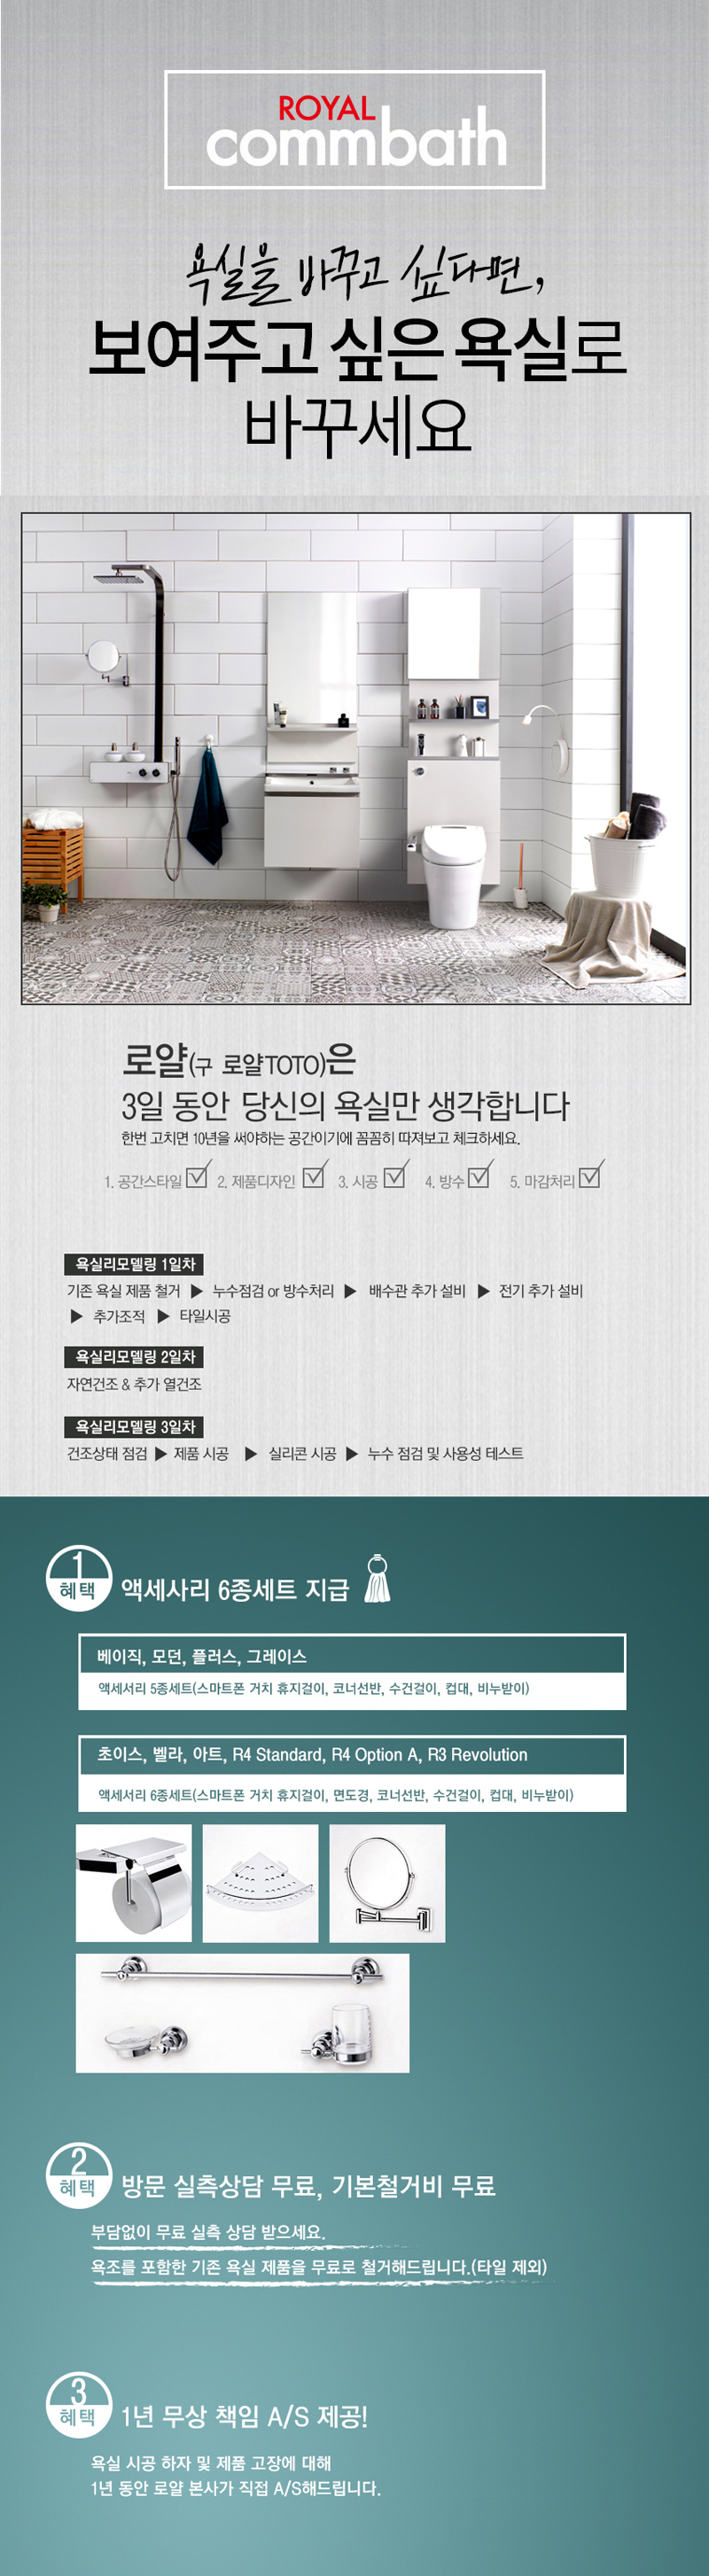 ROYAL
commbath
욕실을 바꾸고 싶다면,
보여주고 싶은 욕실로
바꾸세요
로얄(구 로얄TOTO)은
3일 동안 당신의 욕실만 생각합니다
한번 고치면 10년을 써야하는 공간이기에 꼼꼼히 따져보고 체크하세요.
1. 공간스타일 2. 제품디자인 3. 시공 4. 방수 5. 마감처리
욕실리모델링 1일차
기존 욕실 제품 철거 ▶ 누수점검 or 방수처리 ▶ 배수관 추가 설비 ▶ 전기 추가 설비
▶ 추가조적 ▶ 타일시공
욕실리모델링 2일차
자연건조 & 추가 열건조
욕실리모델링 3일차
건조상태 점검 ▶ 제품 시공 ▶ 실리콘 시공 ▶ 누수 점검 및 사용성 테스트
1
혜택
액세사리 6종세트 지급
베이직, 모던, 플러스, 그레이스
액세서리 5종세트(스마트폰 거치 휴지걸이, 코너선반, 수건걸이, 컵대, 비누받이)
초이스, 벨라, 아트, R4 Standard, R4 Option A, R3 Revolution
액세서리 6종세트(스마트폰 거치 휴지걸이, 면도경, 코너선반, 수건걸이, 컵대, 비누받이)
2
혜택
방문 실측상담 무료, 기본철거비 무료
부담없이 무료 실측 상담 받으세요.
욕조를 포함한 기존 욕실 제품을 무료로 철거해드립니다.(타일 제외)
3
혜택
1년 무상 책임 A/S 제공!
욕실 시공 하자 및 제품 고장에 대해
1년 동안 로얄 본사가 직접 A/S해드립니다.